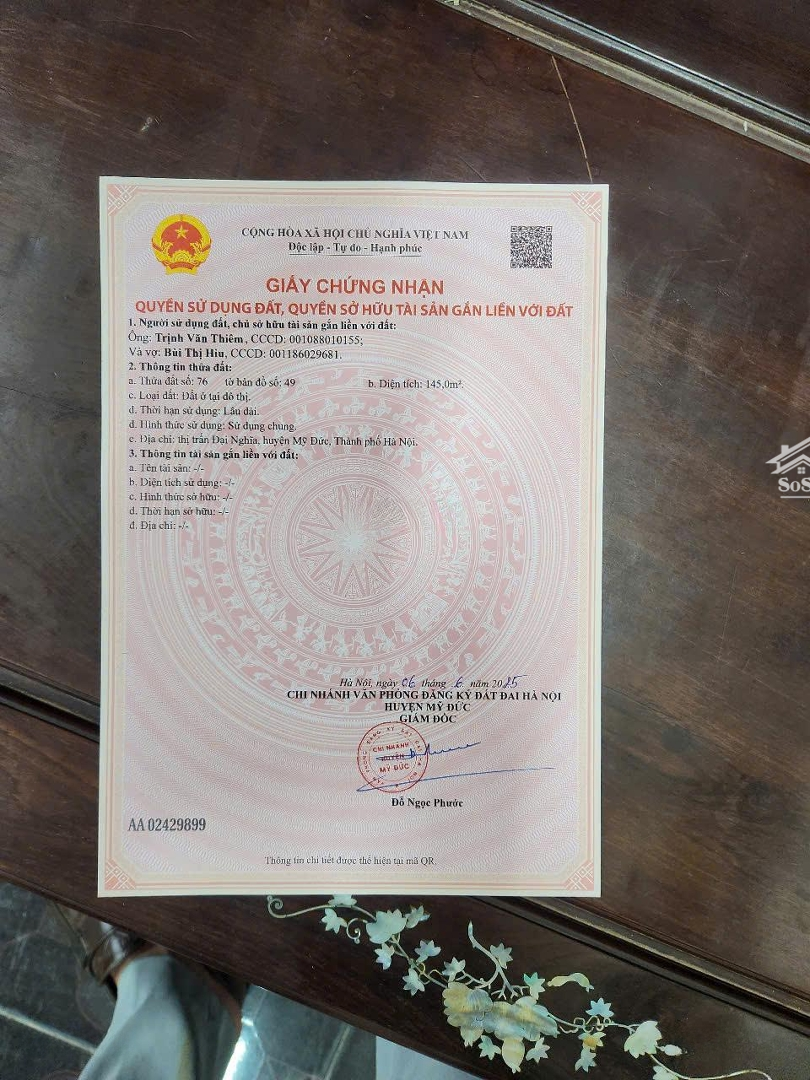 CỘNG HÒA XÃ HỘI CHỦ NGHĨA VIỆT NAM
Độc lập - Tự do - Hạnh phúc
GIẤY CHỨNG NHẬN
QUYỀN SỬ DỤNG ĐẤT, QUYỀN SỞ HỮU TÀI SẢN GẮN LIỀN VỚI ĐẤT
1. Người sử dụng đất, chủ sở hữu tài sản gắn liền với đất:
Ông: Trịnh Văn Thiêm, CCCD: 001088010155;
Và vợ: Bùi Thị Hiu, CCCD: 001186029681.
2. Thông tin thửa đất:
a. Thửa đất số: 76 tờ bản đồ số: 49 b. Diện tích: 145,0m².
c. Loại đất: Đất ở tại đô thị.
d. Thời hạn sử dụng: Lâu dài.
đ. Hình thức sử dụng: Sử dụng chung.
e. Địa chỉ: thị trấn Đại Nghĩa, huyện Mỹ Đức, Thành phố Hà Nội.
3. Thông tin tài sản gắn liền với đất:
a. Tên tài sản: -/-
b. Diện tích sử dụng: -/-
c. Hình thức sở hữu: -/-
d. Thời hạn sở hữu: -/-
đ. Địa chỉ: -/-
Hà Nội, ngày 06 tháng 6 năm 2025
CHI NHÁNH VĂN PHÒNG ĐĂNG KÝ ĐẤT ĐAI HÀ NỘI
HUYỆN MỸ ĐỨC
GIÁM ĐỐC
CHI NHÁNH
HUYỆN
MỸ ĐỨC
Đỗ Ngọc Phước
AA 02429899
Thông tin chi tiết được thể hiện tại mã QR.
SoS